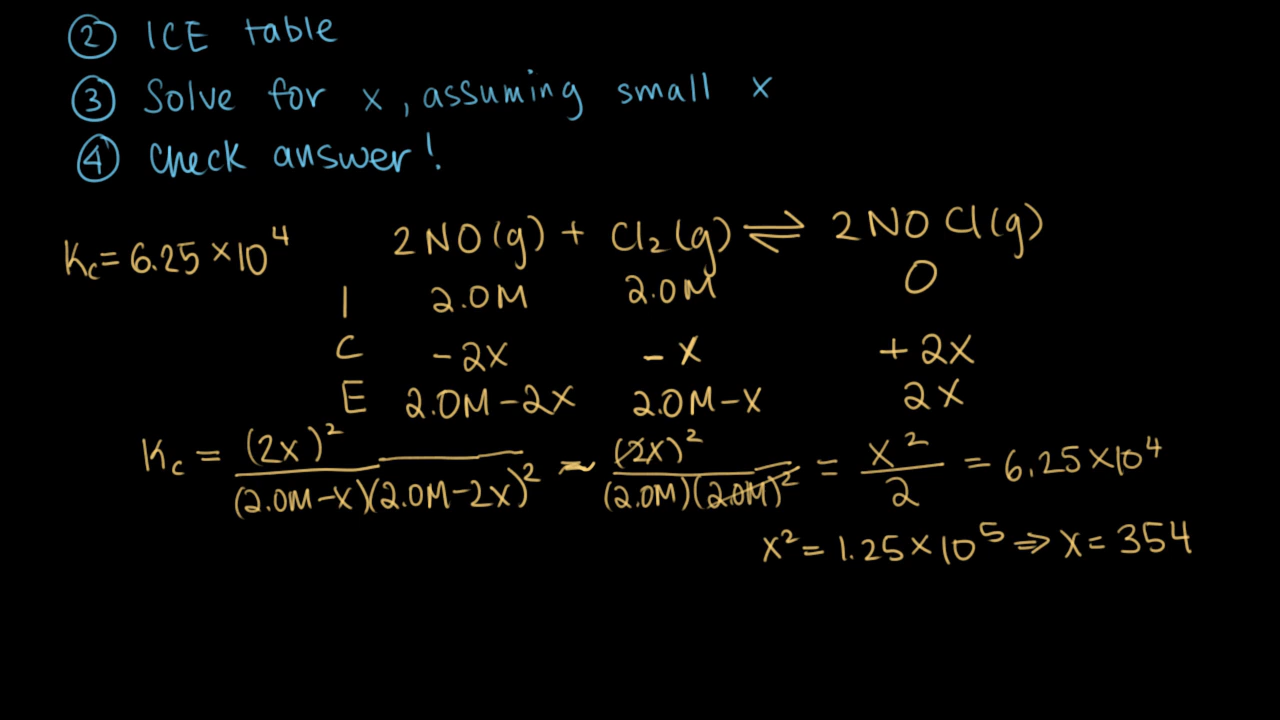 ② ICE table
③ Solve for x, assuming small x
④ Check answer!
Kc = 6.25 × 10⁴ 2NO(g) + Cl₂(g) ⇌ 2NOCl(g)
I 2.0M 2.0M 0
C -2x -x +2x
E 2.0M-2x 2.0M-x 2x
Kc = (2x)² / (2.0M-x)(2.0M-2x)² ≈ (2x)² / (2.0M)(2.0M)² = x² / 2 = 6.25 × 10⁴
x² = 1.25 × 10⁵ ⇒ x = 354